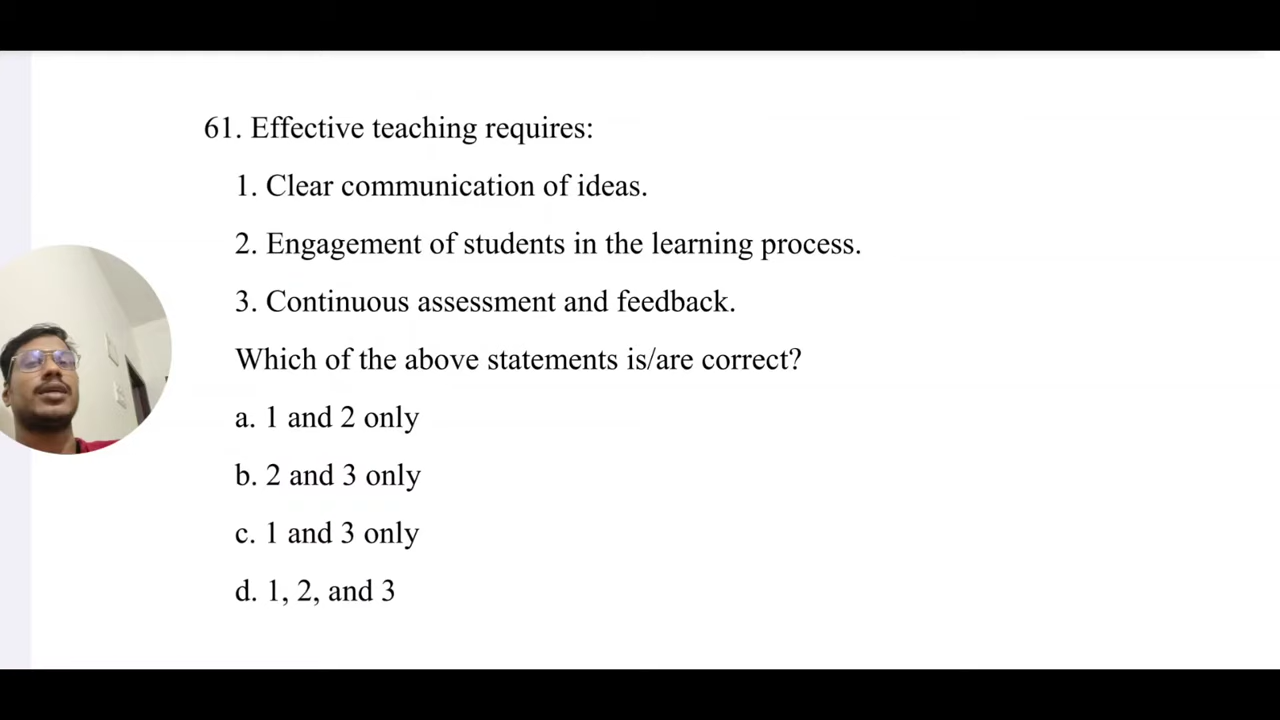 61. Effective teaching requires:
1. Clear communication of ideas.
2. Engagement of students in the learning process.
3. Continuous assessment and feedback.
Which of the above statements is/are correct?
a. 1 and 2 only
b. 2 and 3 only
c. 1 and 3 only
d. 1, 2, and 3